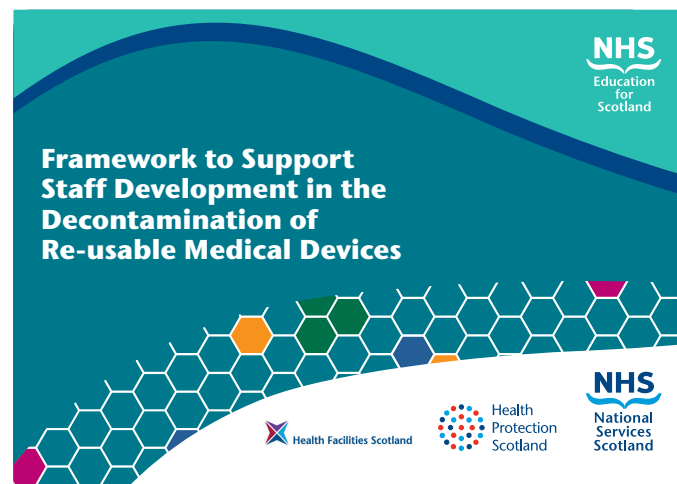 NHS
Education
for
Scotland
Framework to Support
Staff Development in the
Decontamination of
Re-usable Medical Devices
Health Facilities Scotland
Health
Protection
Scotland
NHS
National
Services
Scotland